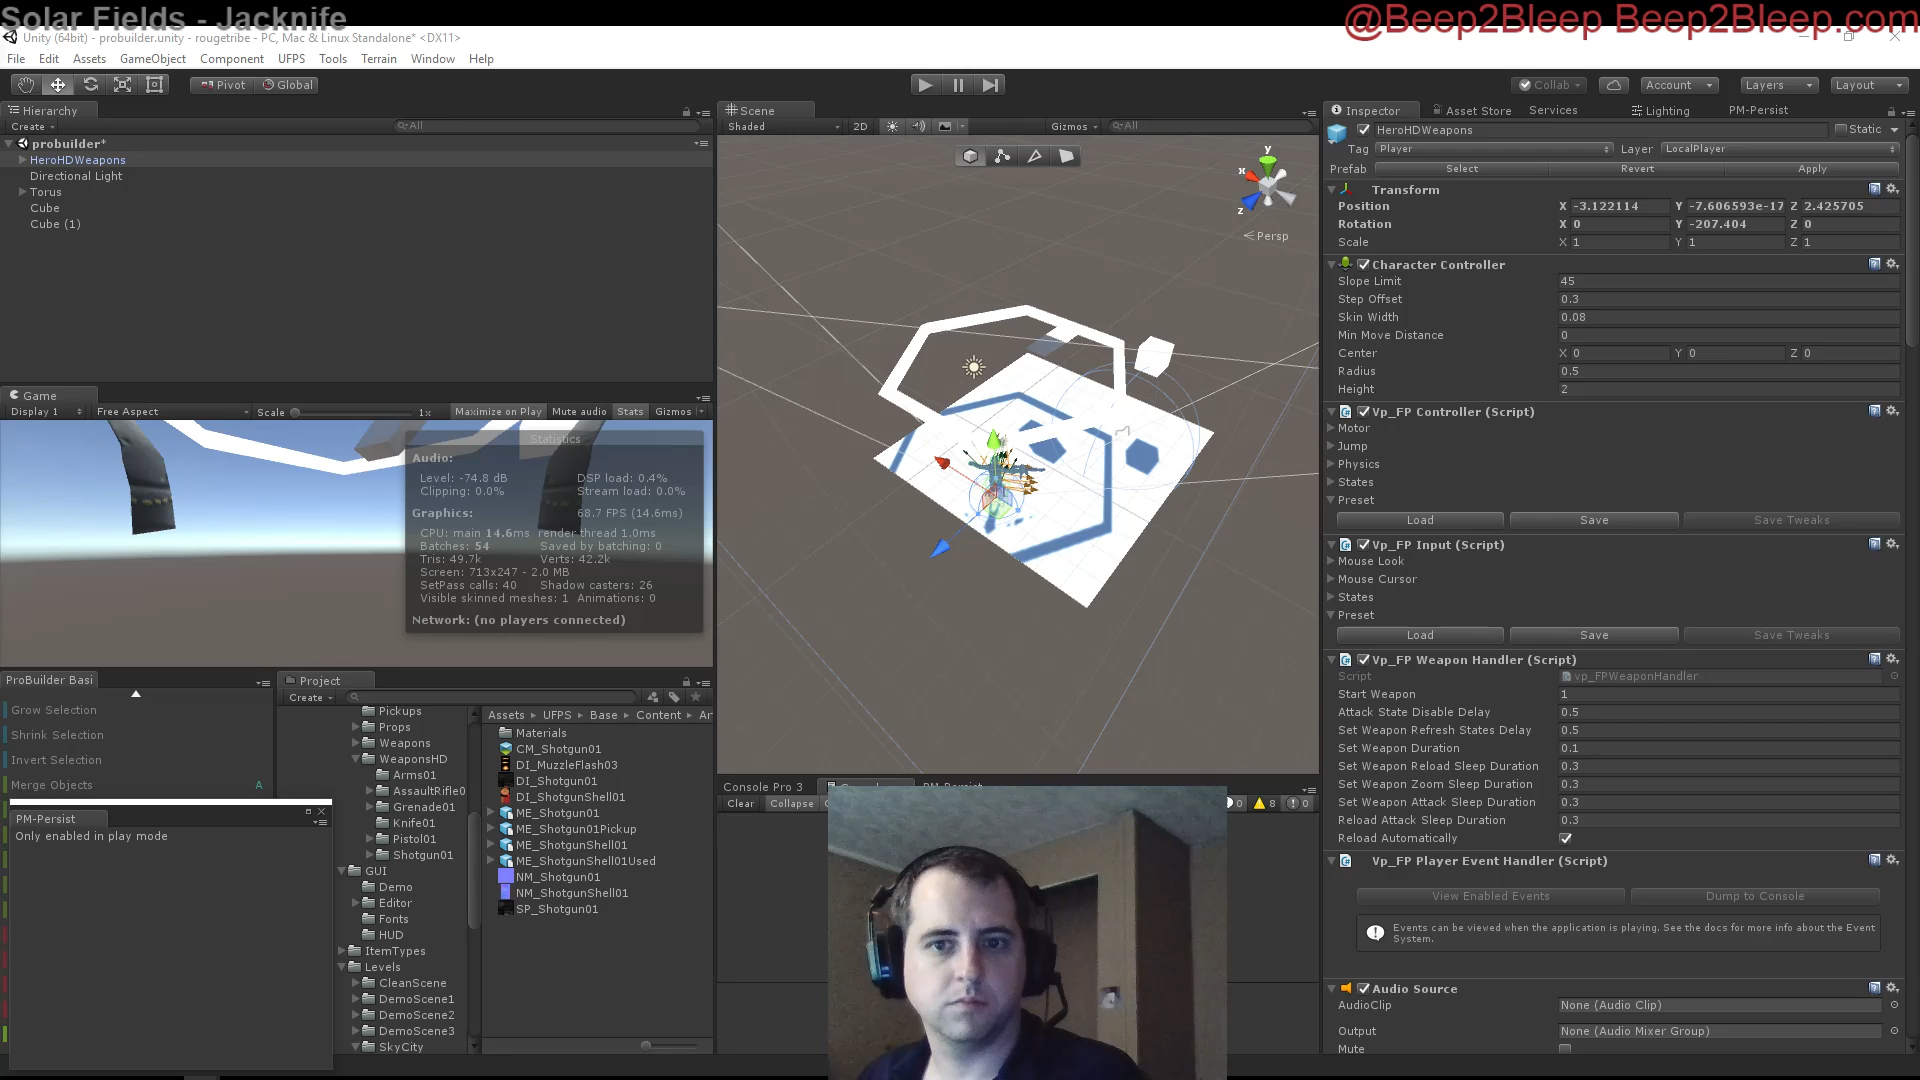 Solar Fields - Jacknife
@Beep2Bleep Beep2Bleep.com
Unity (64bit) - probuilder.unity - rougetribe - PC, Mac & Linux Standalone* <DX11>
File Edit Assets GameObject Component UFPS Tools Terrain Window Help
Pivot Global Collab Account Layers Layout
Hierarchy
Create All
probuilder*
HeroHDWeapons
Directional Light
Torus
Cube
Cube (1)
Game
Display 1 Free Aspect Scale 1x Maximize on Play Mute audio Stats Gizmos
Statistics
Audio:
Level: -74.8 dB DSP load: 0.4%
Clipping: 0.0% Stream load: 0.0%
Graphics: 68.7 FPS (14.6ms)
CPU: main 14.6ms render thread 1.0ms
Batches: 54 Saved by batching: 0
Tris: 49.7k Verts: 42.2k
Screen: 713x247 - 2.0 MB
SetPass calls: 40 Shadow casters: 26
Visible skinned meshes: 1 Animations: 0
Network: (no players connected)
ProBuilder Basi
Grow Selection
Shrink Selection
Invert Selection
Merge Objects A
PM-Persist
Only enabled in play mode
Project
Create
Pickups
Props
Weapons
WeaponsHD
Arms01
AssaultRifle0
Grenade01
Knife01
Pistol01
Shotgun01
GUI
Demo
Editor
Fonts
HUD
ItemTypes
Levels
CleanScene
DemoScene1
DemoScene2
DemoScene3
SkyCity
Assets UFPS Base Content Ar
Materials
CM_Shotgun01
DI_MuzzleFlash03
DI_Shotgun01
DI_ShotgunShell01
ME_Shotgun01
ME_Shotgun01Pickup
ME_ShotgunShell01
ME_ShotgunShell01Used
NM_Shotgun01
NM_ShotgunShell01
SP_Shotgun01
Scene
Shaded 2D Gizmos All
y
x
z
Persp
Console Pro 3 PM-Persist
Clear Collapse 0 8 0
Inspector Asset Store Services Lighting PM-Persist
HeroHDWeapons Static
Tag Player Layer LocalPlayer
Prefab Select Revert Apply
Transform
Position X -3.122114 Y -7.606593e-17 Z 2.425705
Rotation X 0 Y -207.404 Z 0
Scale X 1 Y 1 Z 1
Character Controller
Slope Limit 45
Step Offset 0.3
Skin Width 0.08
Min Move Distance 0
Center X 0 Y 0 Z 0
Radius 0.5
Height 2
Vp_FP Controller (Script)
Motor
Jump
Physics
States
Preset
Load Save Save Tweaks
Vp_FP Input (Script)
Mouse Look
Mouse Cursor
States
Preset
Load Save Save Tweaks
Vp_FP Weapon Handler (Script)
Script vp_FPWeaponHandler
Start Weapon 1
Attack State Disable Delay 0.5
Set Weapon Refresh States Delay 0.5
Set Weapon Duration 0.1
Set Weapon Reload Sleep Duration 0.3
Set Weapon Zoom Sleep Duration 0.3
Set Weapon Attack Sleep Duration 0.3
Reload Attack Sleep Duration 0.3
Reload Automatically
Vp_FP Player Event Handler (Script)
View Enabled Events Dump to Console
Events can be viewed when the application is playing. See the docs for more info about the Event
System.
Audio Source
AudioClip None (Audio Clip)
Output None (Audio Mixer Group)
Mute